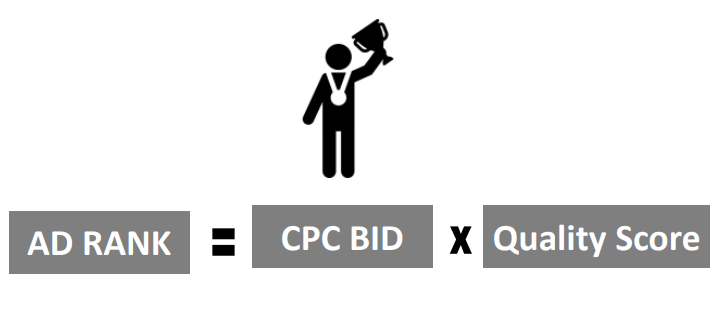 AD RANK = CPC BID x Quality Score